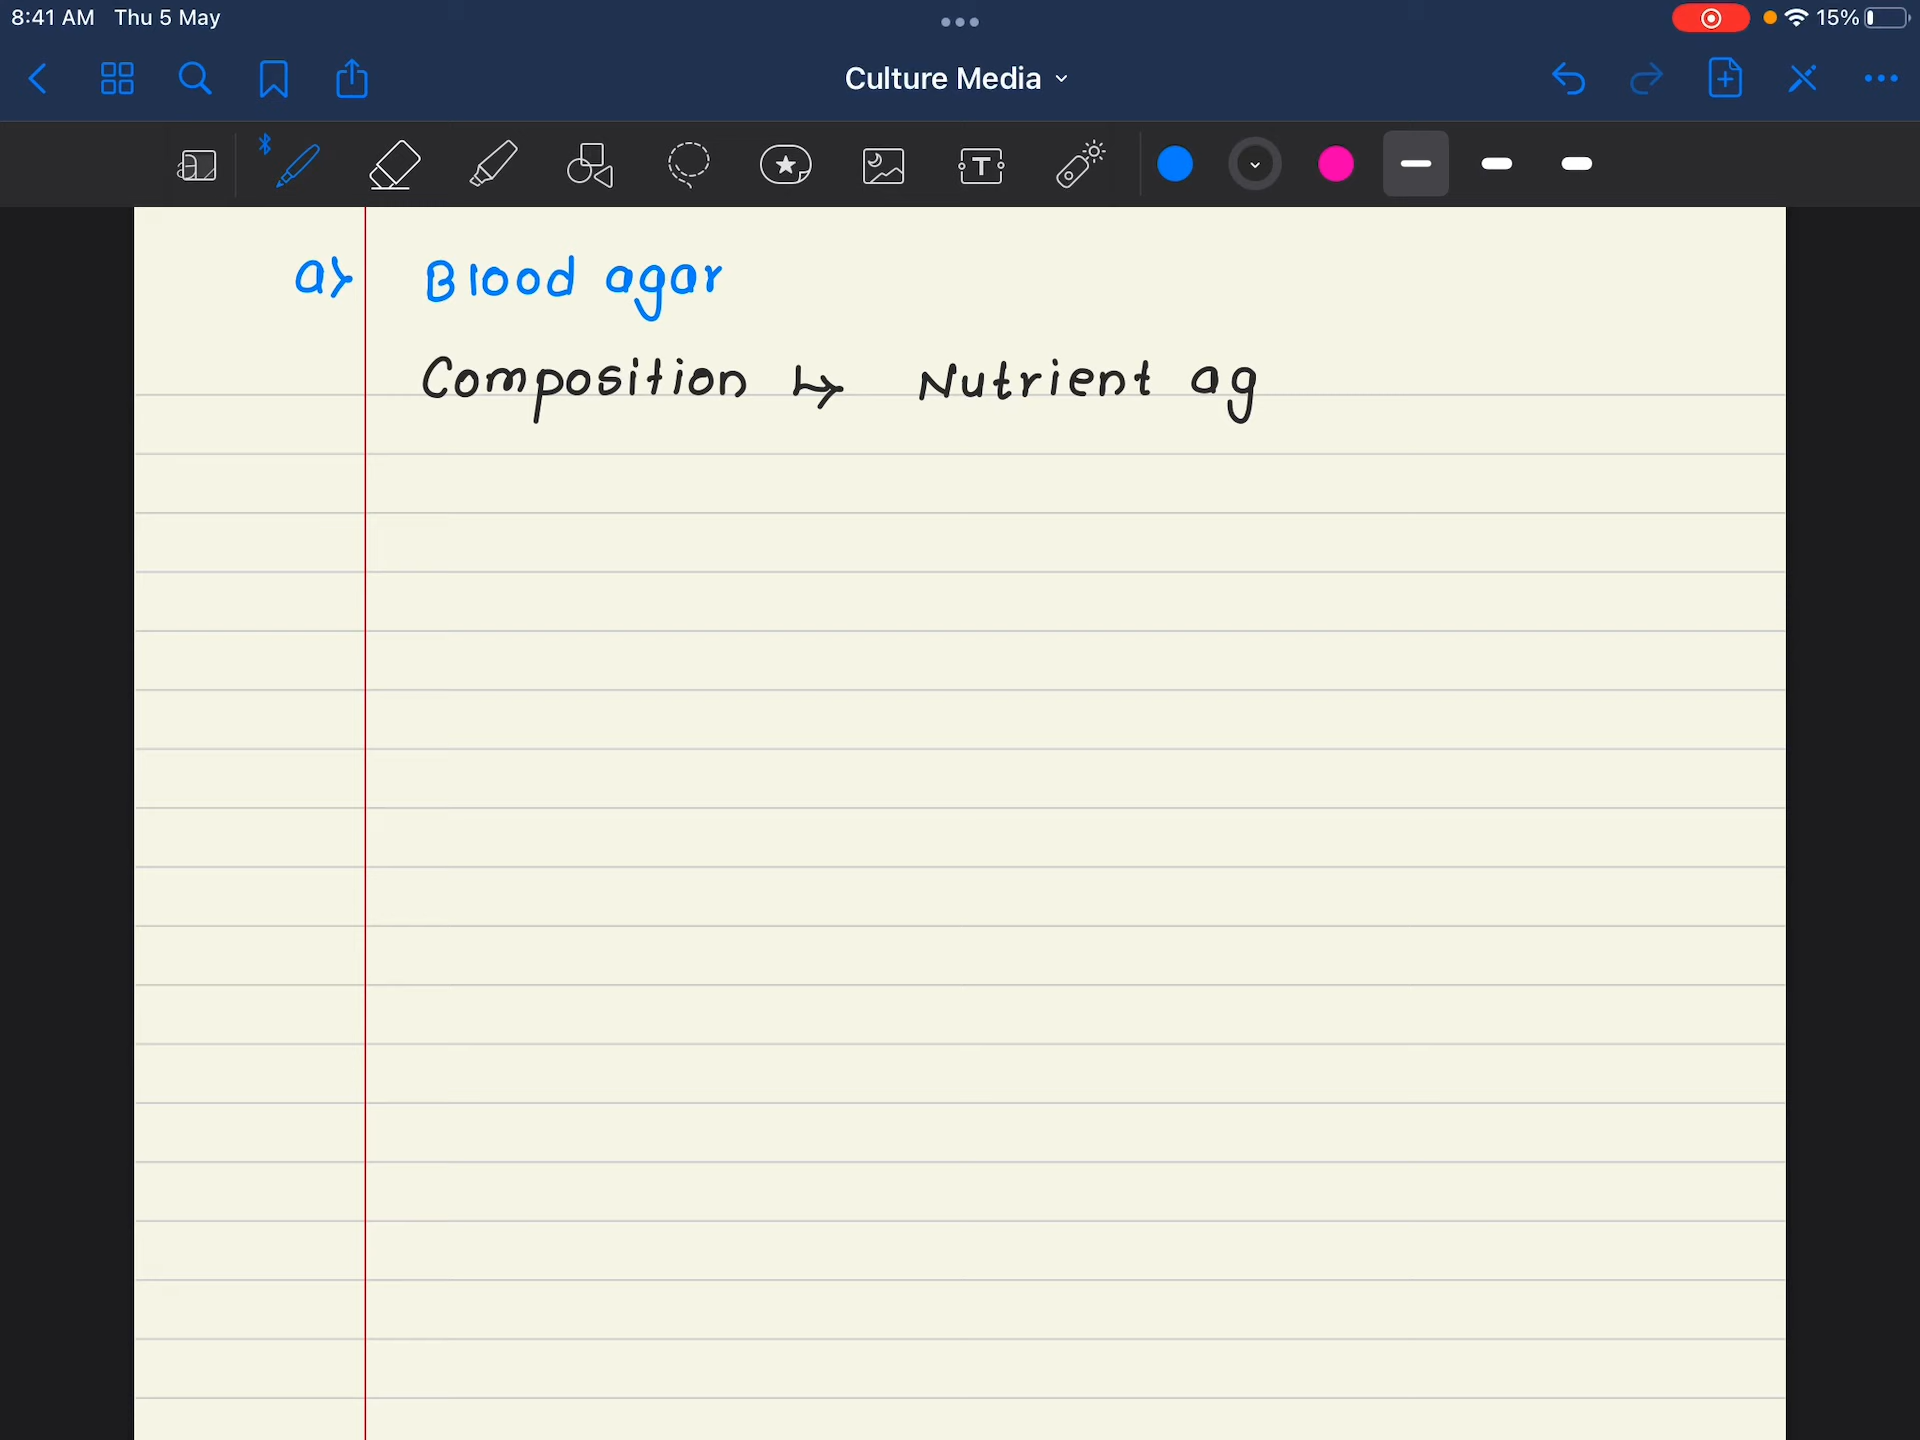 8:41 AM Thu 5 May
15%
Culture Media
T
a) Blood agar
Composition ↳ Nutrient ag